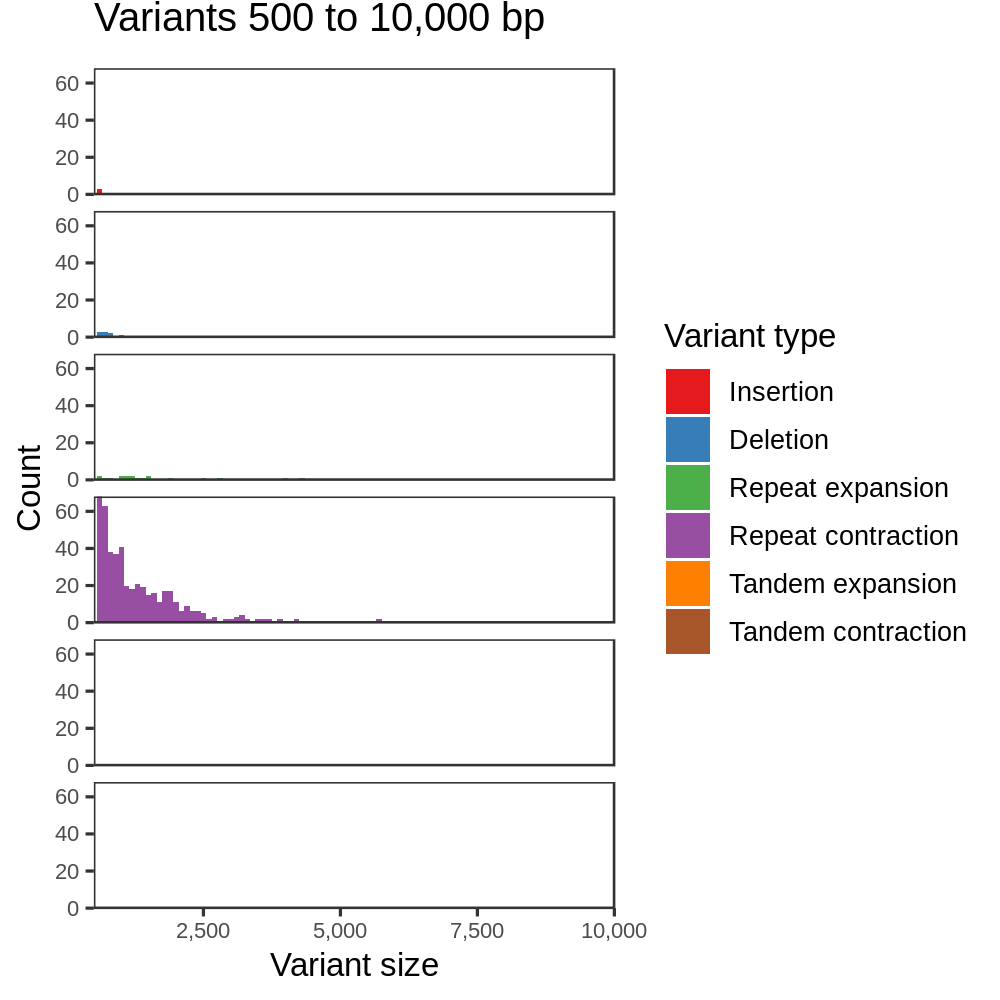 Variants 500 to 10,000 bp
60
40
20
0
60
40
20
0
60
40
20
0
60
40
20
0
60
40
20
0
60
40
20
0
Count
2,500 5,000 7,500 10,000
Variant size
Variant type
Insertion
Deletion
Repeat expansion
Repeat contraction
Tandem expansion
Tandem contraction